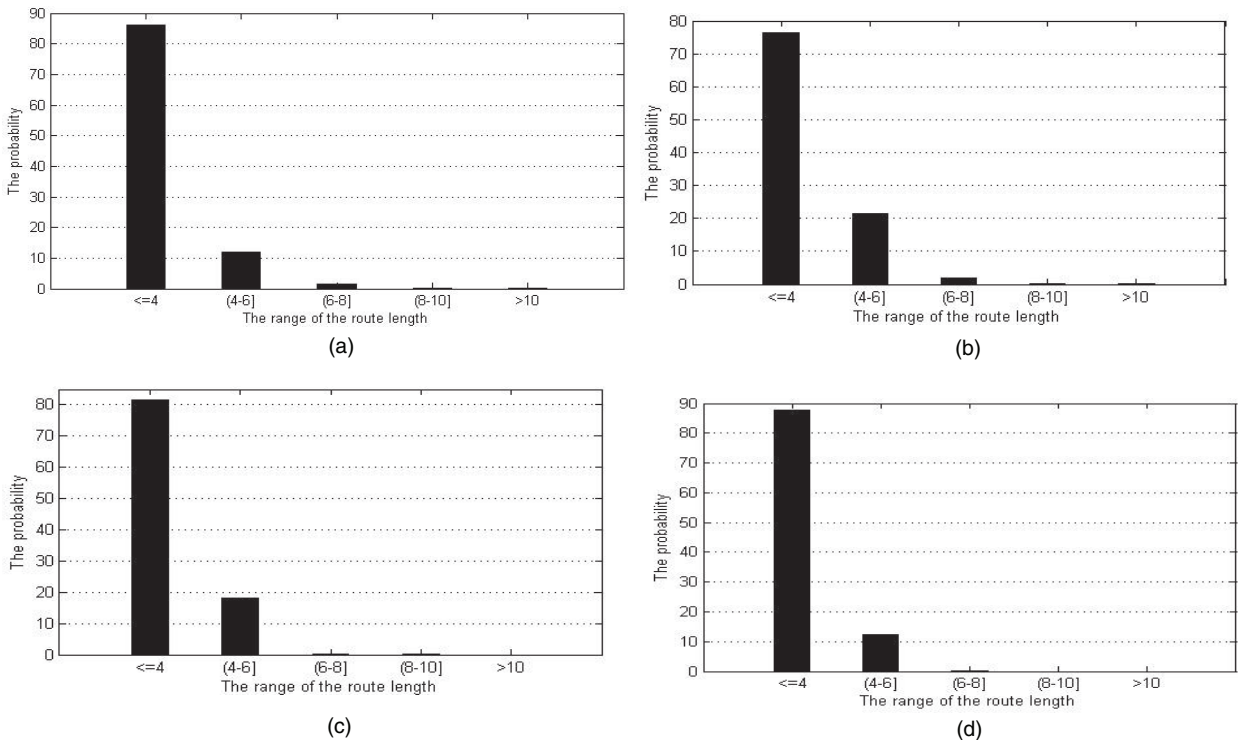 90
80
70
60
50
40
30
20
10
0
The probability
<=4 (4-6] (6-8] (8-10] >10
The range of the route length
(a)
80
70
60
50
40
30
20
10
0
The probability
<=4 (4-6] (6-8] (8-10] >10
The range of the route length
(b)
80
70
60
50
40
30
20
10
0
The probability
<=4 (4-6] (6-8] (8-10] >10
The range of the route length
(c)
90
80
70
60
50
40
30
20
10
0
The probability
<=4 (4-6] (6-8] (8-10] >10
The range of the route length
(d)